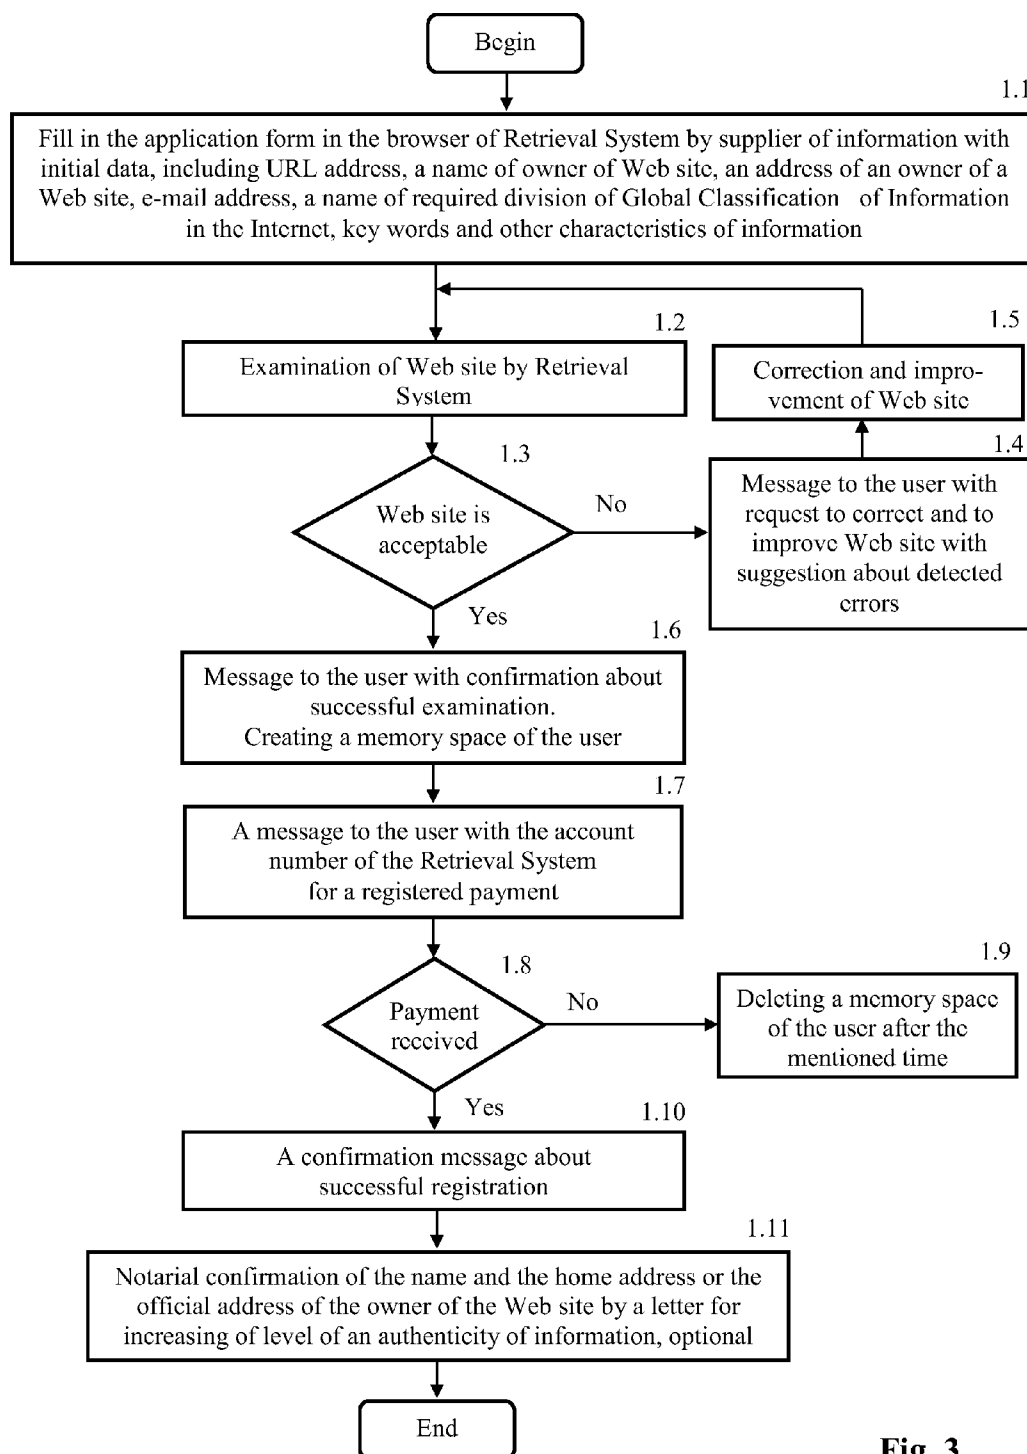 Begin
1.1
Fill in the application form in the browser of Retrieval System by supplier of information with
initial data, including URL address, a name of owner of Web site, an address of an owner of a
Web site, e-mail address, a name of required division of Global Classification of Information
in the Internet, key words and other characteristics of information
1.2
Examination of Web site by Retrieval
System
1.5
Correction and impro-
vement of Web site
1.3
Web site is
acceptable
No
1.4
Message to the user with
request to correct and to
improve Web site with
suggestion about detected
errors
Yes
1.6
Message to the user with confirmation about
successful examination.
Creating a memory space of the user
1.7
A message to the user with the account
number of the Retrieval System
for a registered payment
1.8
Payment
received
No
1.9
Deleting a memory space
of the user after the
mentioned time
Yes
1.10
A confirmation message about
successful registration
1.11
Notarial confirmation of the name and the home address or the
official address of the owner of the Web site by a letter for
increasing of level of an authenticity of information, optional
End
Fig. 3